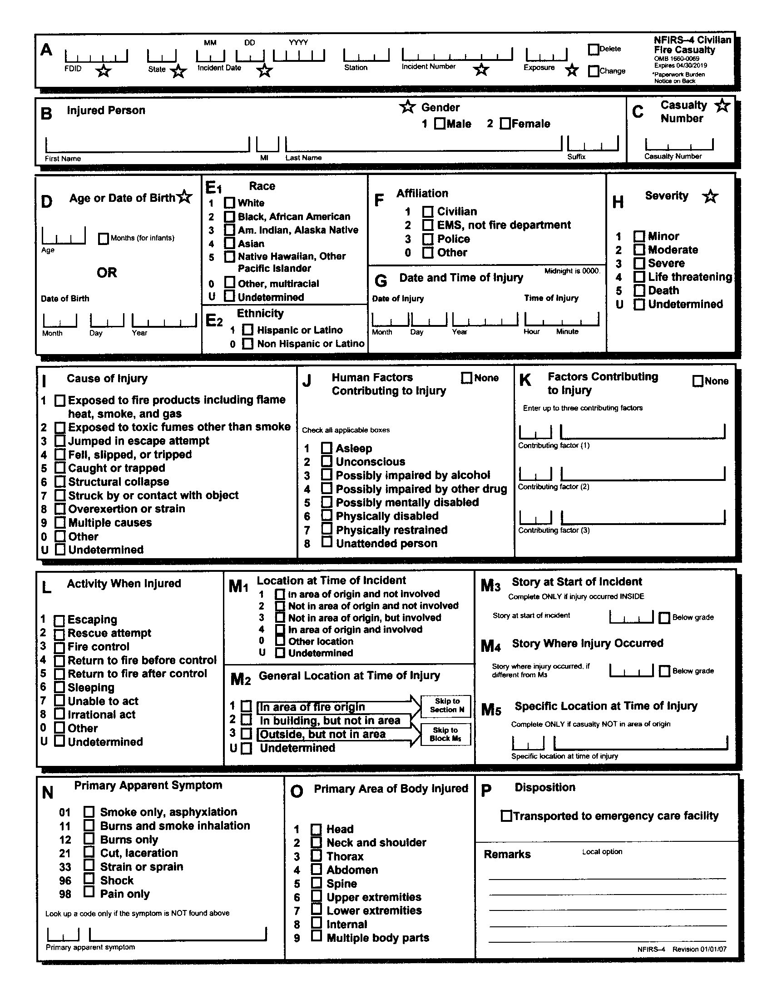 A
FDID
State
MM DD YYYY
Incident Date
Station
Incident Number
Exposure
Delete
Change
NFIRS–4 Civilian
Fire Casualty
OMB 1660-0069
Expires 04/30/2019
*Paperwork Burden
Notice on Back
B Injured Person
Gender
1 Male 2 Female
First Name MI Last Name Suffix
C Casualty
Number
Casualty Number
D Age or Date of Birth
Age
Months (for infants)
OR
Date of Birth
Month Day Year
E1 Race
1 White
2 Black, African American
3 Am. Indian, Alaska Native
4 Asian
5 Native Hawaiian, Other
Pacific Islander
0 Other, multiracial
U Undetermined
E2 Ethnicity
1 Hispanic or Latino
0 Non Hispanic or Latino
F Affiliation
1 Civilian
2 EMS, not fire department
3 Police
0 Other
G Date and Time of Injury
Midnight is 0000.
Date of Injury Time of Injury
Month Day Year Hour Minute
H Severity
1 Minor
2 Moderate
3 Severe
4 Life threatening
5 Death
U Undetermined
I Cause of Injury
1 Exposed to fire products including flame
heat, smoke, and gas
2 Exposed to toxic fumes other than smoke
3 Jumped in escape attempt
4 Fell, slipped, or tripped
5 Caught or trapped
6 Structural collapse
7 Struck by or contact with object
8 Overexertion or strain
9 Multiple causes
0 Other
U Undetermined
J Human Factors
Contributing to Injury
None
Check all applicable boxes
1 Asleep
2 Unconscious
3 Possibly impaired by alcohol
4 Possibly impaired by other drug
5 Possibly mentally disabled
6 Physically disabled
7 Physically restrained
8 Unattended person
K Factors Contributing
to Injury
None
Enter up to three contributing factors
Contributing factor (1)
Contributing factor (2)
Contributing factor (3)
L Activity When Injured
1 Escaping
2 Rescue attempt
3 Fire control
4 Return to fire before control
5 Return to fire after control
6 Sleeping
7 Unable to act
8 Irrational act
0 Other
U Undetermined
M1 Location at Time of Incident
1 In area of origin and not involved
2 Not in area of origin and not involved
3 Not in area of origin, but involved
4 In area of origin and involved
0 Other location
U Undetermined
M2 General Location at Time of Injury
1 In area of fire origin
2 In building, but not in area
3 Outside, but not in area
U Undetermined
Skip to
Section N
Skip to
Block M5
M3 Story at Start of Incident
Complete ONLY if injury occurred INSIDE
Story at start of incident
Below grade
M4 Story Where Injury Occurred
Story where injury occurred, if
different from M3
Below grade
M5 Specific Location at Time of Injury
Complete ONLY if casualty NOT in area of origin
Specific location at time of injury
N Primary Apparent Symptom
01 Smoke only, asphyxiation
11 Burns and smoke inhalation
12 Burns only
21 Cut, laceration
33 Strain or sprain
96 Shock
98 Pain only
Look up a code only if the symptom is NOT found above
Primary apparent symptom
O Primary Area of Body Injured
1 Head
2 Neck and shoulder
3 Thorax
4 Abdomen
5 Spine
6 Upper extremities
7 Lower extremities
8 Internal
9 Multiple body parts
P Disposition
Transported to emergency care facility
Remarks Local option
NFIRS–4 Revision 01/01/07